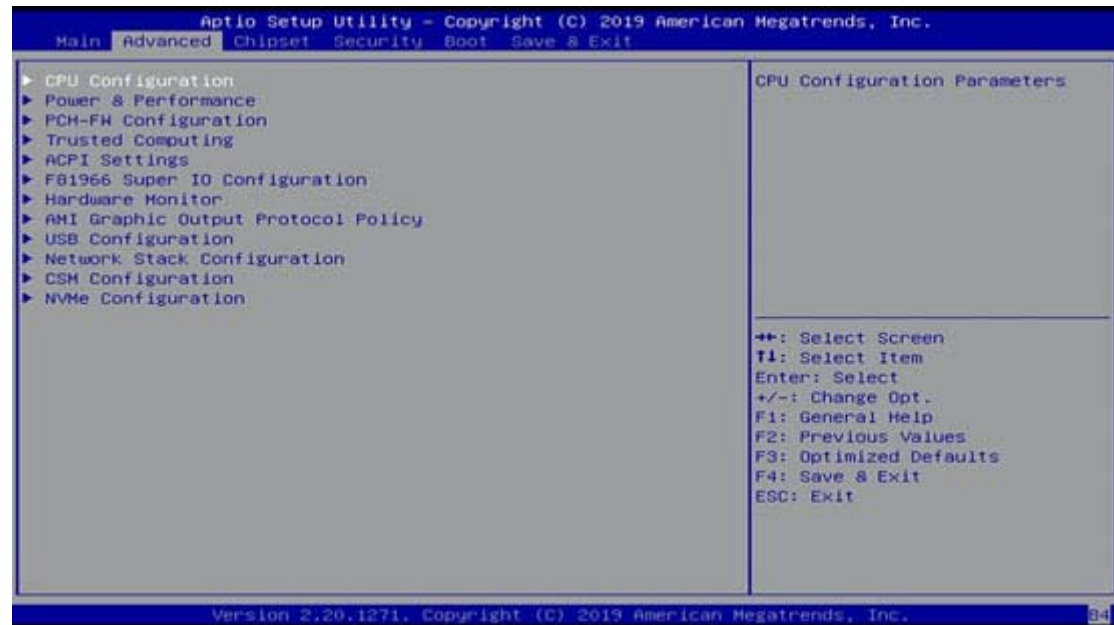 Aptio Setup Utility – Copyright (C) 2019 American Megatrends, Inc.
Main Advanced Chipset Security Boot Save & Exit
► CPU Configuration
► Power & Performance
► PCH-FW Configuration
► Trusted Computing
► ACPI Settings
► F81966 Super IO Configuration
► Hardware Monitor
► AMI Graphic Output Protocol Policy
► USB Configuration
► Network Stack Configuration
► CSM Configuration
► NVMe Configuration
CPU Configuration Parameters
→←: Select Screen
↑↓: Select Item
Enter: Select
+/-: Change Opt.
F1: General Help
F2: Previous Values
F3: Optimized Defaults
F4: Save & Exit
ESC: Exit
Version 2.20.1271. Copyright (C) 2019 American Megatrends, Inc.
B4